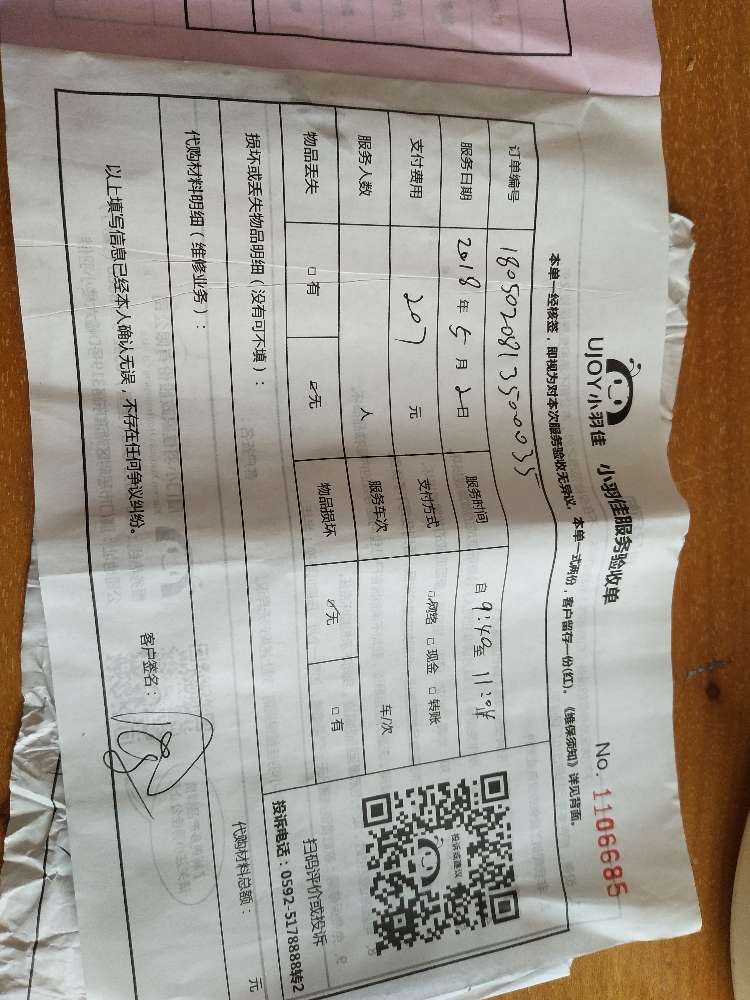 UJOY小羽佳 小羽佳服务验收单 No. 1106685
本单一经核签，即视为对本次服务验收无异议，本单一式两份，客户留存一份(红)。《维保须知》详见背面。
订单编号 18050208135000035
服务日期 2018年5月2日 服务时间 自9:40至
支付费用 207元 支付方式 □网络 □现金 □转账
服务人数 人 服务车次 车/次
物品丢失 □有 ☑无 物品损坏 ☑无 □有
投诉或建议
扫码评价或投诉
投诉电话：0592-5178888转2
损坏或丢失物品明细（没有可不填）：
代购材料明细（维修业务）： 代购材料总额： 元
以上填写信息已经本人确认无误，不存在任何争议纠纷。 客户签名：